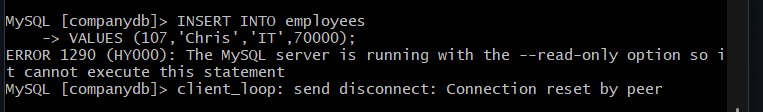 MySQL [companydb]> INSERT INTO employees
    -> VALUES (107,'Chris','IT',70000);
ERROR 1290 (HY000): The MySQL server is running with the --read-only option so i
t cannot execute this statement
MySQL [companydb]> client_loop: send disconnect: Connection reset by peer